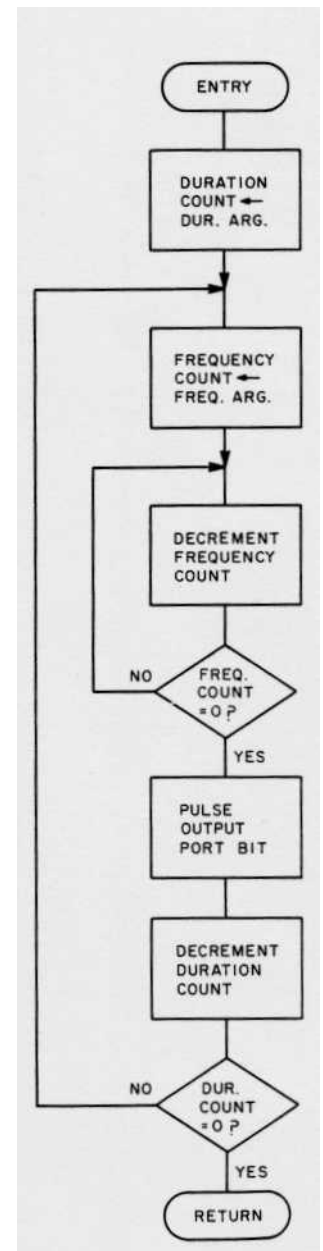 ENTRY
DURATION
COUNT ←
DUR. ARG.
FREQUENCY
COUNT ←
FREQ. ARG.
DECREMENT
FREQUENCY
COUNT
NO
FREQ.
COUNT
=0?
YES
PULSE
OUTPUT
PORT BIT
DECREMENT
DURATION
COUNT
NO
DUR.
COUNT
=0?
YES
RETURN